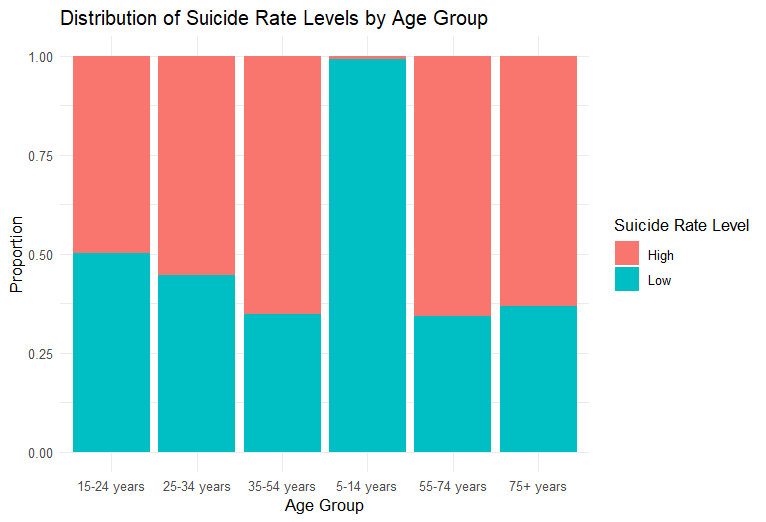 Distribution of Suicide Rate Levels by Age Group
Proportion
1.00
0.75
0.50
0.25
0.00
15-24 years 25-34 years 35-54 years 5-14 years 55-74 years 75+ years
Age Group
Suicide Rate Level
High
Low